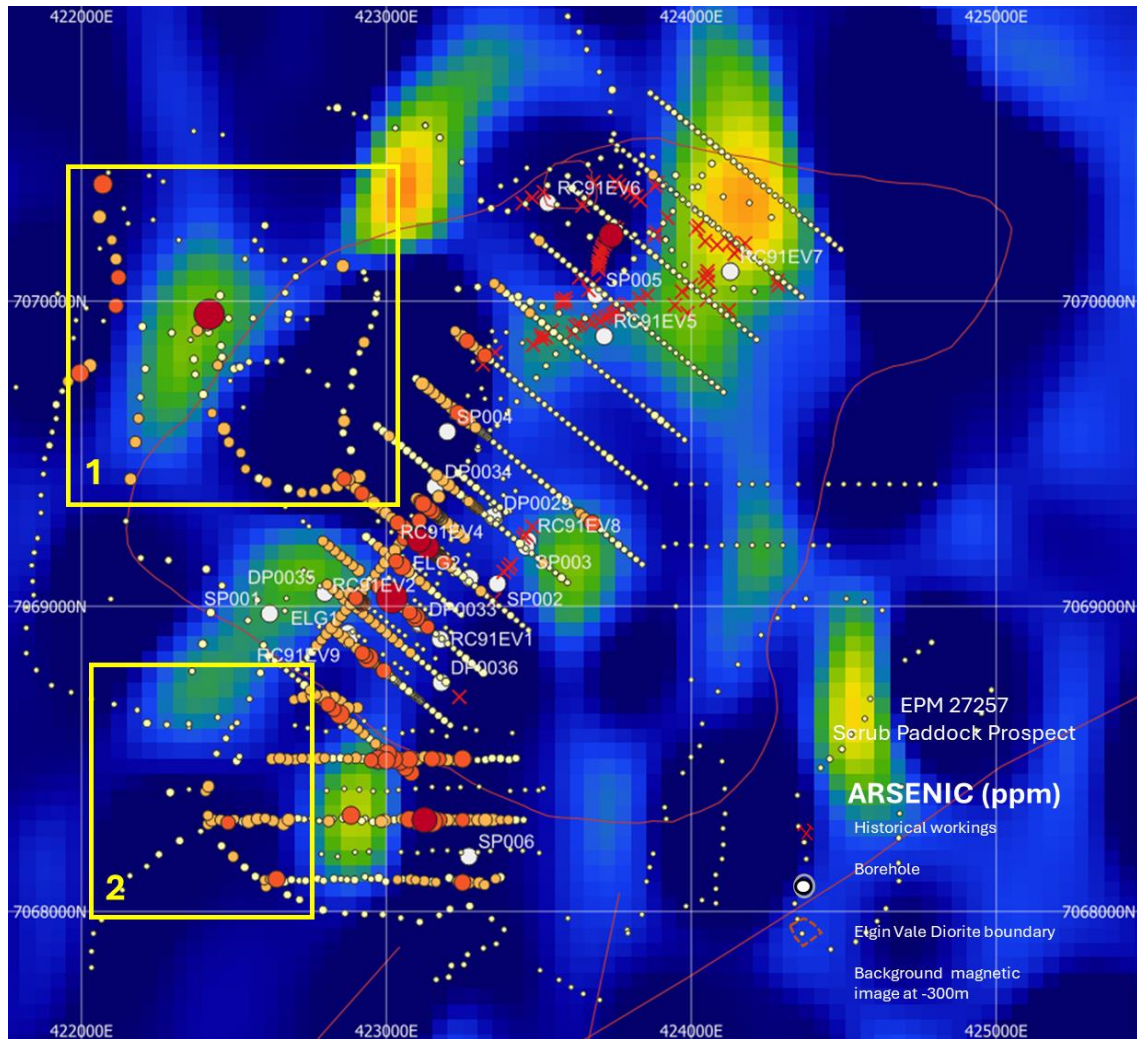 422000E 423000E 424000E 425000E
RC91EV6
RC91EV7
SP005
7070000N 7070000N
RC91EV5
SP004
1
DP0034
DP0029
RC91EV4 RC91EV8
ELG2 SP003
DP0035 RC91EV2
SP001 SP002
7069000N 7069000N
ELG1 DP0033
RC91EV1
RC91EV9
DP0036
EPM 27257
Scrub Paddock Prospect
ARSENIC (ppm)
Historical workings
SP006
Borehole
2
7068000N 7068000N
Elgin Vale Diorite boundary
Background magnetic
image at -300m
422000E 423000E 424000E 425000E